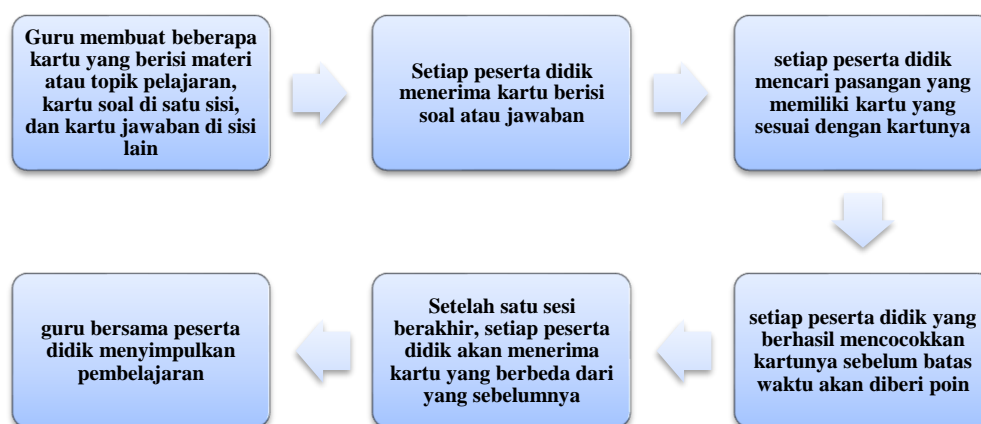 Guru membuat beberapa
kartu yang berisi materi
atau topik pelajaran,
kartu soal di satu sisi,
dan kartu jawaban di sisi
lain
Setiap peserta didik
menerima kartu berisi
soal atau jawaban
setiap peserta didik
mencari pasangan yang
memiliki kartu yang
sesuai dengan kartunya
setiap peserta didik yang
berhasil mencocokkan
kartunya sebelum batas
waktu akan diberi poin
Setelah satu sesi
berakhir, setiap peserta
didik akan menerima
kartu yang berbeda dari
yang sebelumnya
guru bersama peserta
didik menyimpulkan
pembelajaran